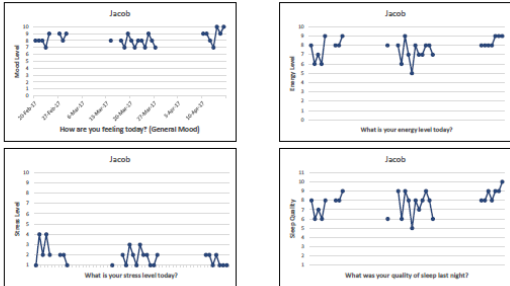 Jacob
10
9
8
7
6
5
4
3
2
1
0
Mood Level
20-Feb-17
27-Feb-17
6-Mar-17
13-Mar-17
20-Mar-17
27-Mar-17
3-Apr-17
10-Apr-17
How are you feeling today? (General Mood)
Jacob
10
9
8
7
6
5
4
3
2
1
0
Energy Level
What is your energy level today?
Jacob
10
9
8
7
6
5
4
3
2
1
Stress Level
What is your stress level today?
Jacob
11
10
9
8
7
6
5
4
3
2
1
Sleep Quality
What was your quality of sleep last night?